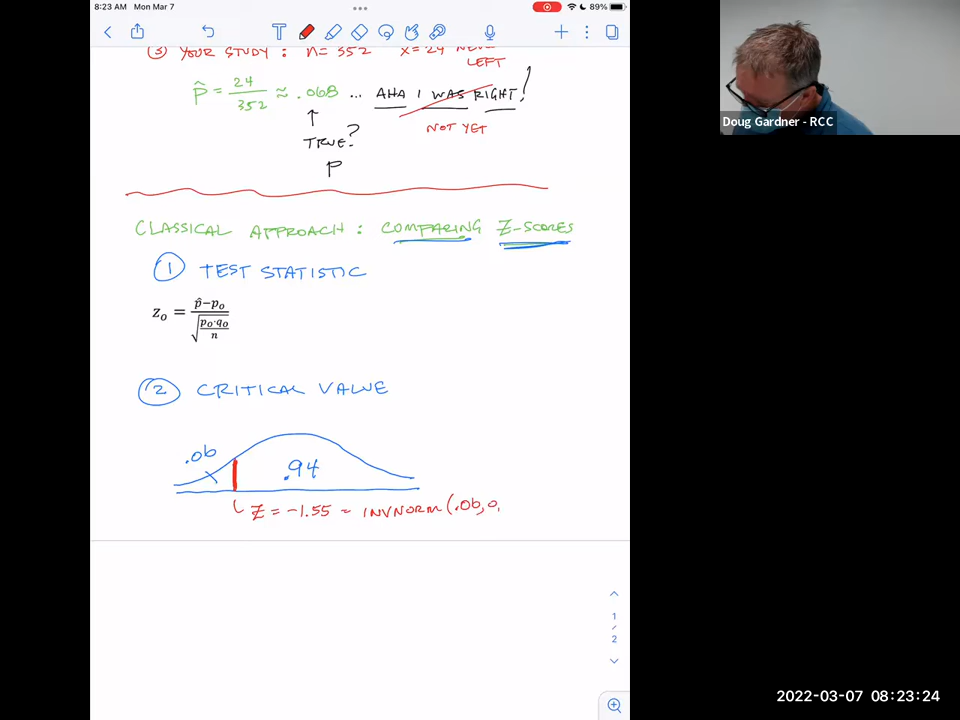 8:23 AM Mon Mar 7
89%
③ YOUR STUDY : n = 352 x = 24 NEVER
LEFT
p̂ = 24/352 ≈ .068 ... AHA I WAS RIGHT!
NOT YET
TRUE?
p
CLASSICAL APPROACH : COMPARING Z-SCORES
① TEST STATISTIC
z₀ = (p̂−p₀)/√(p₀·q₀/n)
② CRITICAL VALUE
.06
.94
Z = -1.55 = INVNORM(.06, 0,
1
/
2
Doug Gardner - RCC
2022-03-07 08:23:24